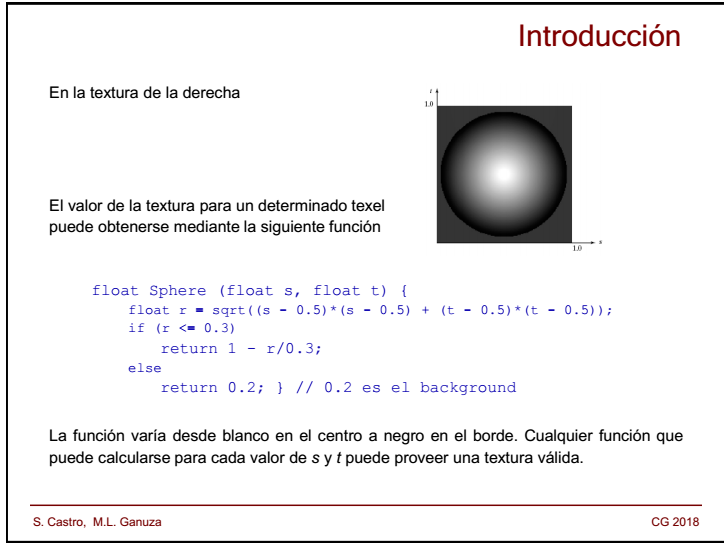 Introducción
En la textura de la derecha
t
1.0
1.0
s
El valor de la textura para un determinado texel
puede obtenerse mediante la siguiente función
float Sphere (float s, float t) {
float r = sqrt((s - 0.5)*(s - 0.5) + (t - 0.5)*(t - 0.5));
if (r <= 0.3)
return 1 - r/0.3;
else
return 0.2; } // 0.2 es el background
La función varía desde blanco en el centro a negro en el borde. Cualquier función que
puede calcularse para cada valor de s y t puede proveer una textura válida.
S. Castro, M.L. Ganuza
CG 2018